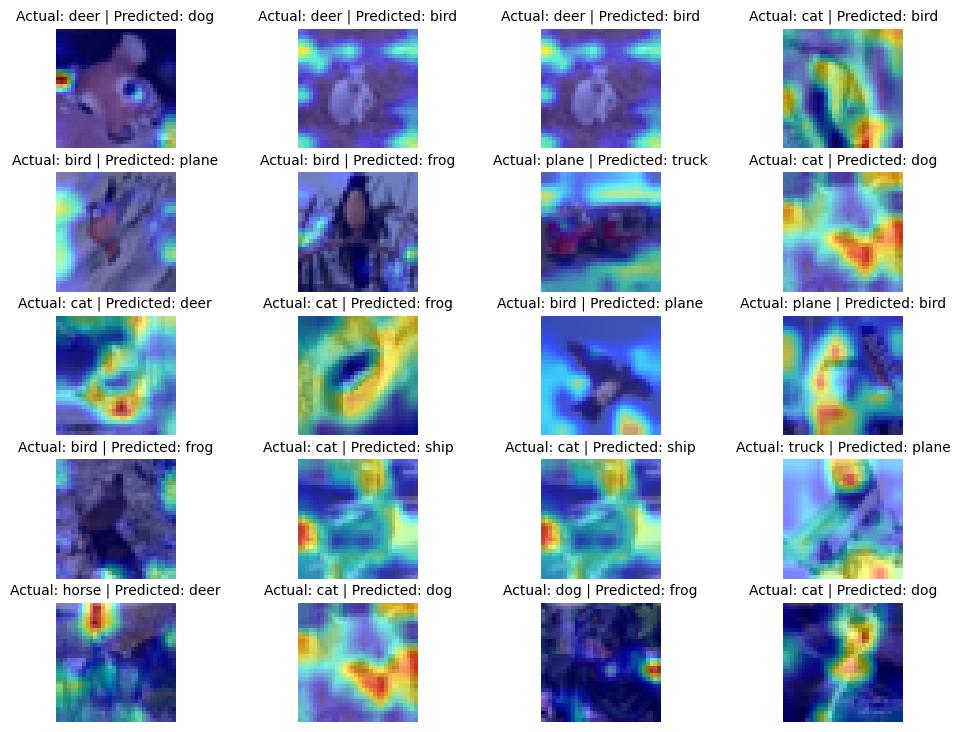 Actual: deer | Predicted: dog
Actual: deer | Predicted: bird
Actual: deer | Predicted: bird
Actual: cat | Predicted: bird
Actual: bird | Predicted: plane
Actual: bird | Predicted: frog
Actual: plane | Predicted: truck
Actual: cat | Predicted: dog
Actual: cat | Predicted: deer
Actual: cat | Predicted: frog
Actual: bird | Predicted: plane
Actual: plane | Predicted: bird
Actual: bird | Predicted: frog
Actual: cat | Predicted: ship
Actual: cat | Predicted: ship
Actual: truck | Predicted: plane
Actual: horse | Predicted: deer
Actual: cat | Predicted: dog
Actual: dog | Predicted: frog
Actual: cat | Predicted: dog